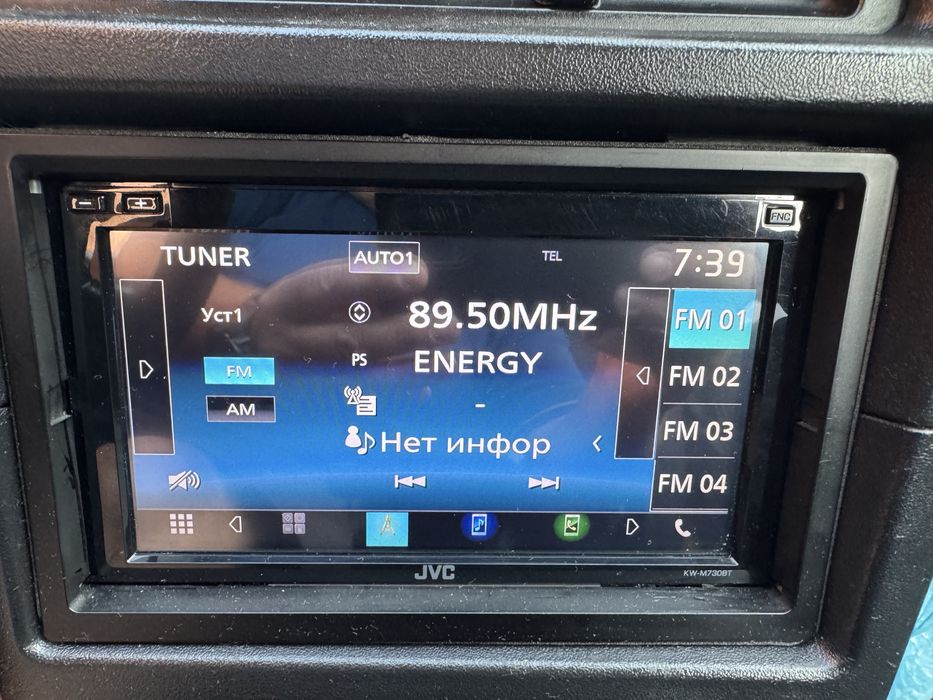 FNC
TUNER AUTO1 TEL 7:39
Уст1 89.50MHz FM 01
FM PS ENERGY FM 02
AM - FM 03
Нет инфор FM 04
JVC KW-M730BT